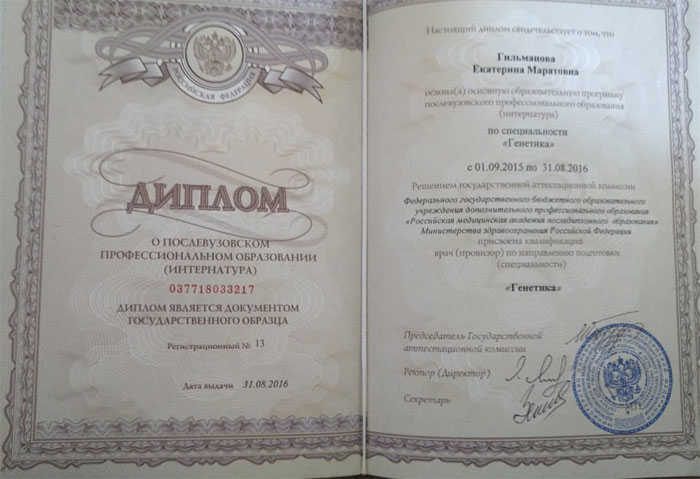 РОССИЙСКАЯ ФЕДЕРАЦИЯ
ДИПЛОМ
О ПОСЛЕВУЗОВСКОМ
ПРОФЕССИОНАЛЬНОМ ОБРАЗОВАНИИ
(ИНТЕРНАТУРА)
037718033217
ДИПЛОМ ЯВЛЯЕТСЯ ДОКУМЕНТОМ
ГОСУДАРСТВЕННОГО ОБРАЗЦА
Регистрационный № 13
Дата выдачи 31.08.2016
Настоящий диплом свидетельствует о том, что
Гильманова
Екатерина Маратовна
освоил(а) основную образовательную программу
послевузовского профессионального образования
(интернатура)
по специальности
«Генетика»
с 01.09.2015 по 31.08.2016
Решением государственной аттестационной комиссии
Федерального государственного бюджетного образовательного
учреждения дополнительного профессионального образования
«Российская медицинская академия последипломного образования»
Министерства здравоохранения Российской Федерации
присвоена квалификация
врач (провизор) по направлению подготовки
(специальности)
«Генетика»
Председатель Государственной
аттестационной комиссии
Ректор (Директор)
Секретарь